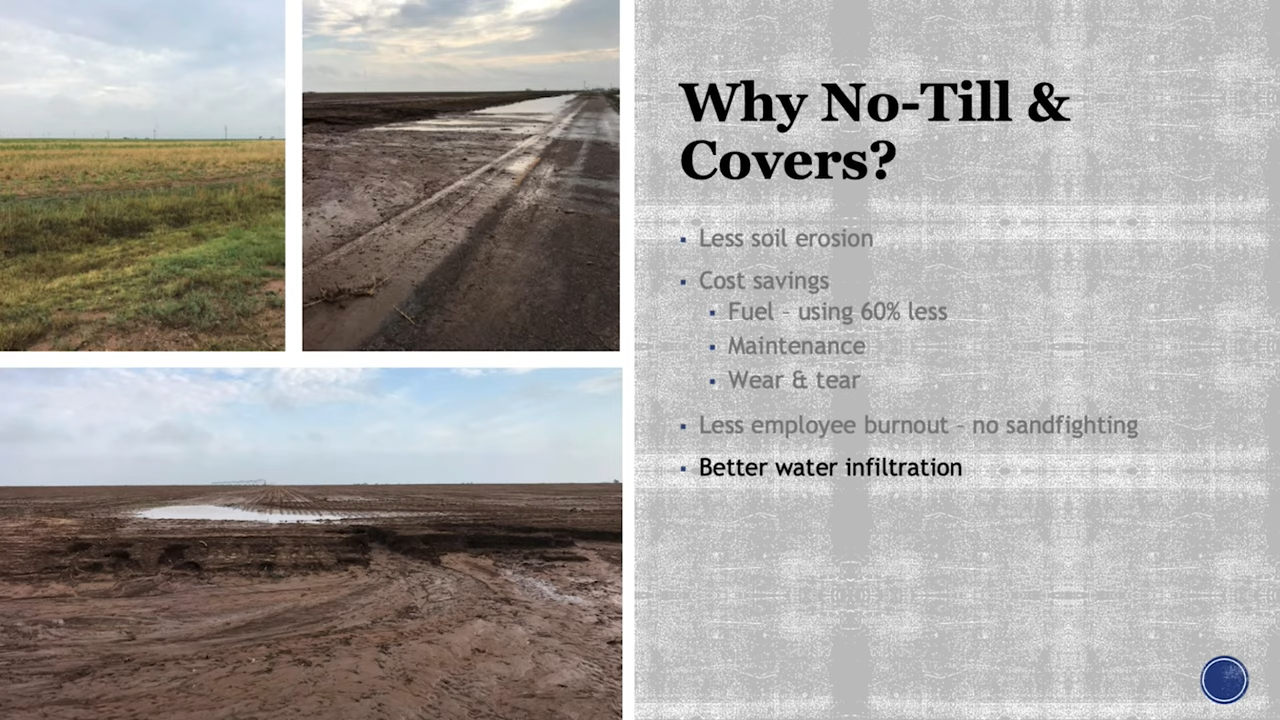 Why No-Till &
Covers?
▪ Less soil erosion
▪ Cost savings
▪ Fuel – using 60% less
▪ Maintenance
▪ Wear & tear
▪ Less employee burnout – no sandfighting
▪ Better water infiltration